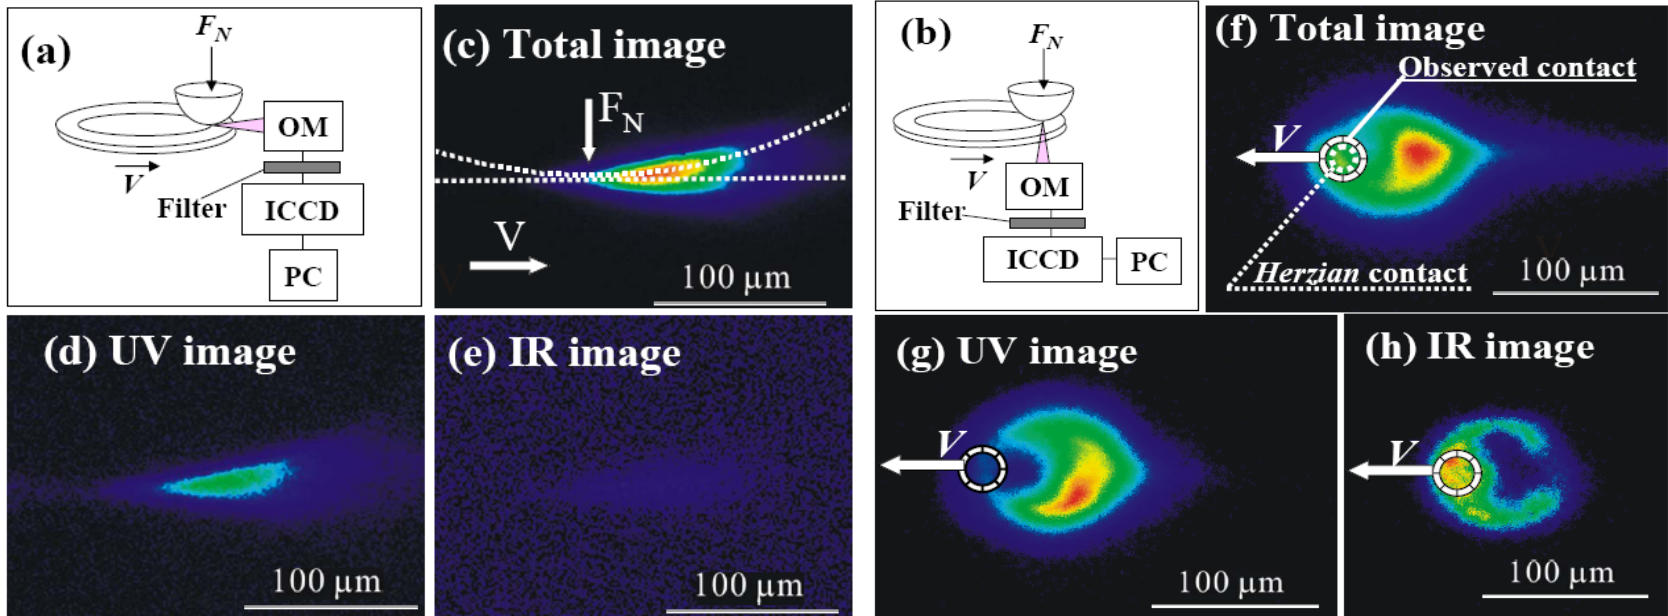 (a)
F_N
OM
V
Filter
ICCD
PC
(c) Total image
F_N
V
100 µm
(b)
F_N
OM
V
Filter
ICCD
PC
(f) Total image
Observed contact
V
Herzian contact
100 µm
(d) UV image
100 µm
(e) IR image
100 µm
(g) UV image
V
100 µm
(h) IR image
V
100 µm